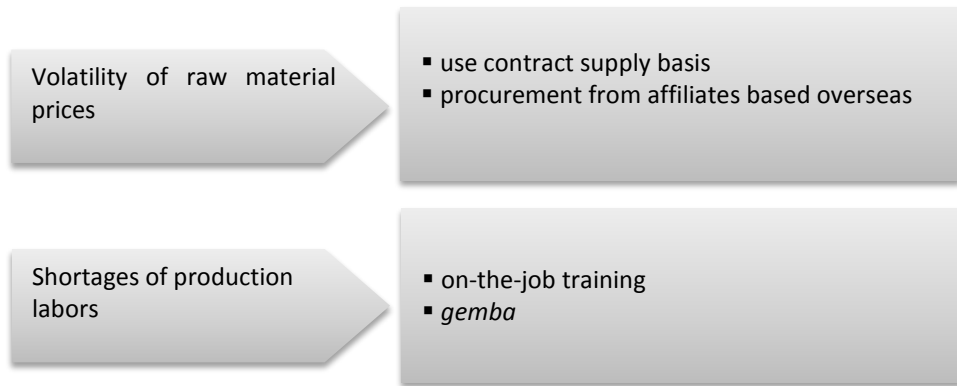 Volatility of raw material
prices
▪ use contract supply basis
▪ procurement from affiliates based overseas
Shortages of production
labors
▪ on-the-job training
▪ gemba